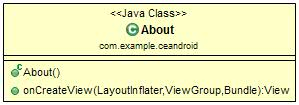 <<Java Class>>
About
com.example.ceandroid
About()
onCreateView(LayoutInflater,ViewGroup,Bundle):View